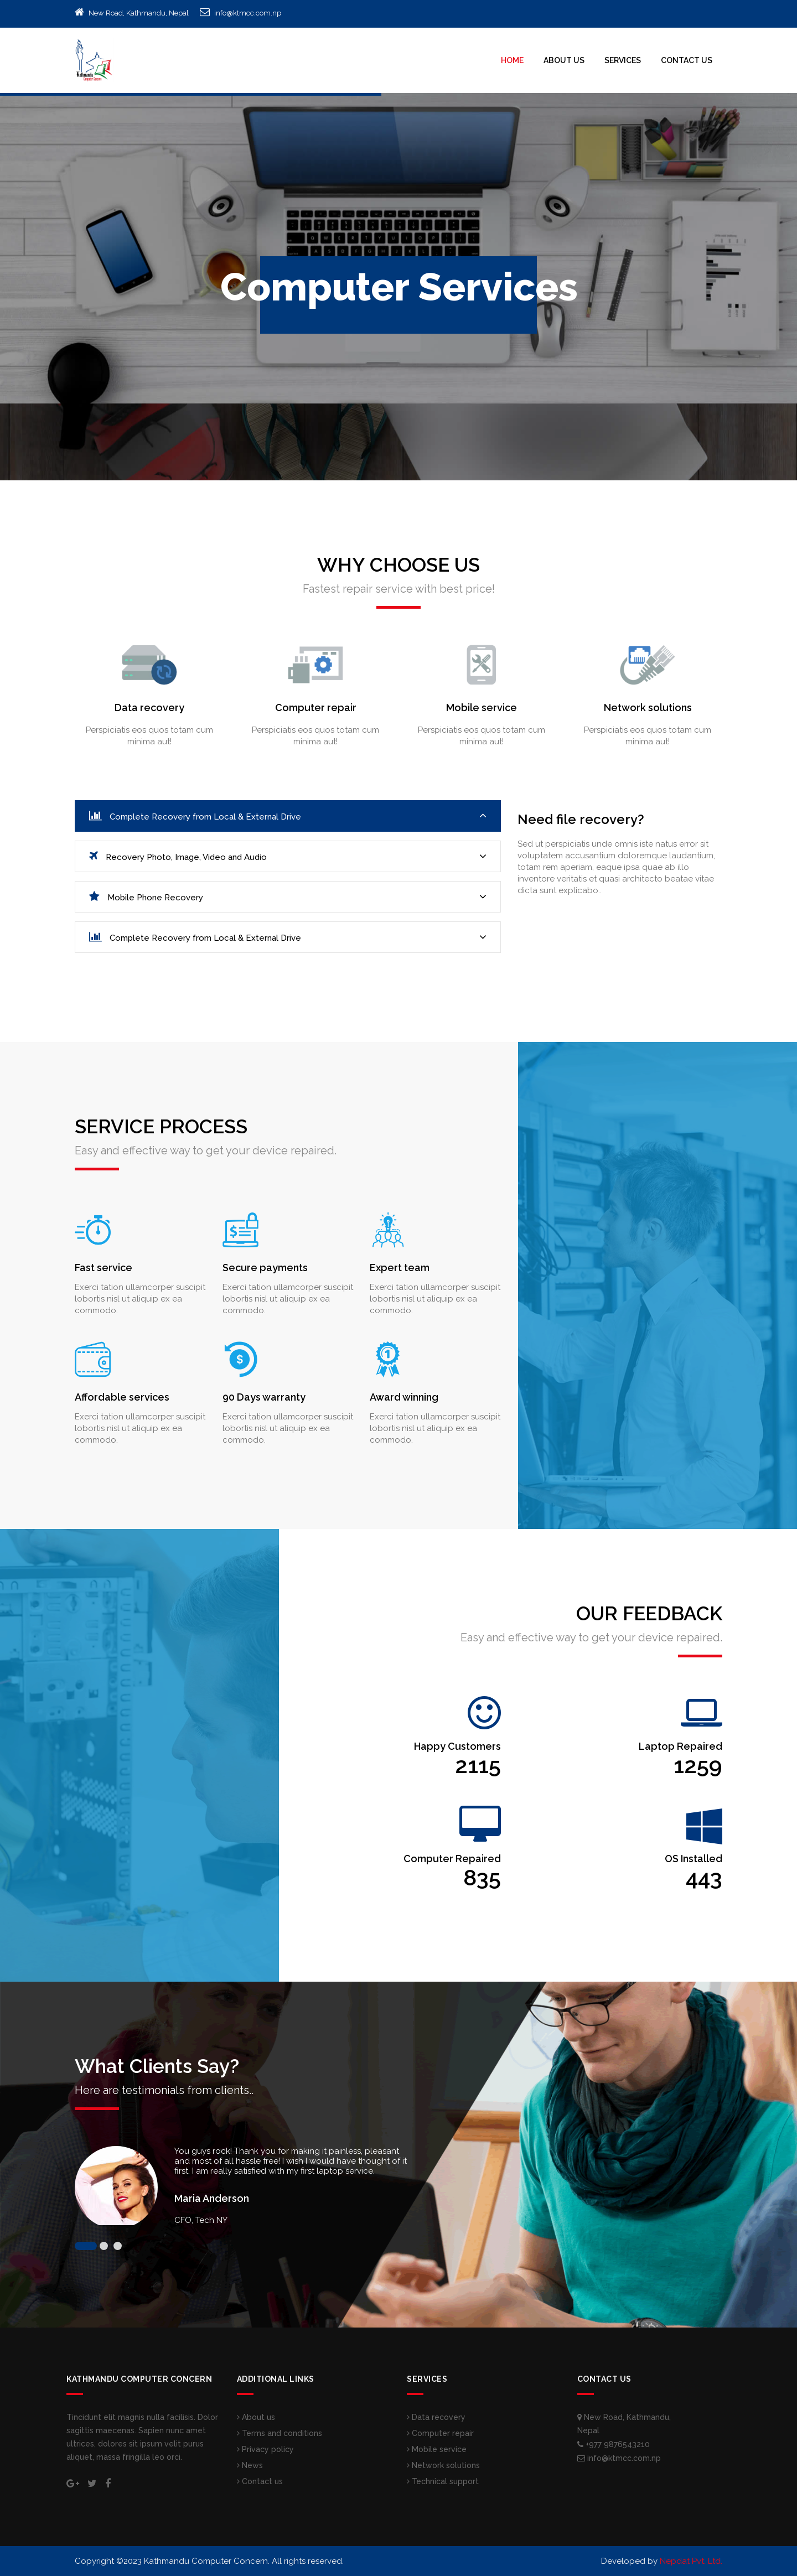 New Road, Kathmandu, Nepal info@ktmcc.com.np
Kathmandu
Computer Concern
HOME ABOUT US SERVICES CONTACT US
Computer Services
WHY CHOOSE US
Fastest repair service with best price!
Data recovery
Perspiciatis eos quos totam cum
minima aut!
Computer repair
Perspiciatis eos quos totam cum
minima aut!
Mobile service
Perspiciatis eos quos totam cum
minima aut!
Network solutions
Perspiciatis eos quos totam cum
minima aut!
Complete Recovery from Local & External Drive
Recovery Photo, Image, Video and Audio
Mobile Phone Recovery
Complete Recovery from Local & External Drive
Need file recovery?
Sed ut perspiciatis unde omnis iste natus error sit
voluptatem accusantium doloremque laudantium,
totam rem aperiam, eaque ipsa quae ab illo
inventore veritatis et quasi architecto beatae vitae
dicta sunt explicabo..
SERVICE PROCESS
Easy and effective way to get your device repaired.
Fast service
Exerci tation ullamcorper suscipit
lobortis nisl ut aliquip ex ea
commodo.
Secure payments
Exerci tation ullamcorper suscipit
lobortis nisl ut aliquip ex ea
commodo.
Expert team
Exerci tation ullamcorper suscipit
lobortis nisl ut aliquip ex ea
commodo.
Affordable services
Exerci tation ullamcorper suscipit
lobortis nisl ut aliquip ex ea
commodo.
90 Days warranty
Exerci tation ullamcorper suscipit
lobortis nisl ut aliquip ex ea
commodo.
Award winning
Exerci tation ullamcorper suscipit
lobortis nisl ut aliquip ex ea
commodo.
OUR FEEDBACK
Easy and effective way to get your device repaired.
Happy Customers
2115
Laptop Repaired
1259
Computer Repaired
835
OS Installed
443
What Clients Say?
Here are testimonials from clients..
You guys rock! Thank you for making it painless, pleasant
and most of all hassle free! I wish I would have thought of it
first. I am really satisfied with my first laptop service.
Maria Anderson
CFO, Tech NY
KATHMANDU COMPUTER CONCERN
Tincidunt elit magnis nulla facilisis. Dolor
sagittis maecenas. Sapien nunc amet
ultrices, dolores sit ipsum velit purus
aliquet, massa fringilla leo orci.
ADDITIONAL LINKS
About us
Terms and conditions
Privacy policy
News
Contact us
SERVICES
Data recovery
Computer repair
Mobile service
Network solutions
Technical support
CONTACT US
New Road, Kathmandu,
Nepal
+977 9876543210
info@ktmcc.com.np
Copyright ©2023 Kathmandu Computer Concern. All rights reserved.
Developed by Nepdot Pvt. Ltd.